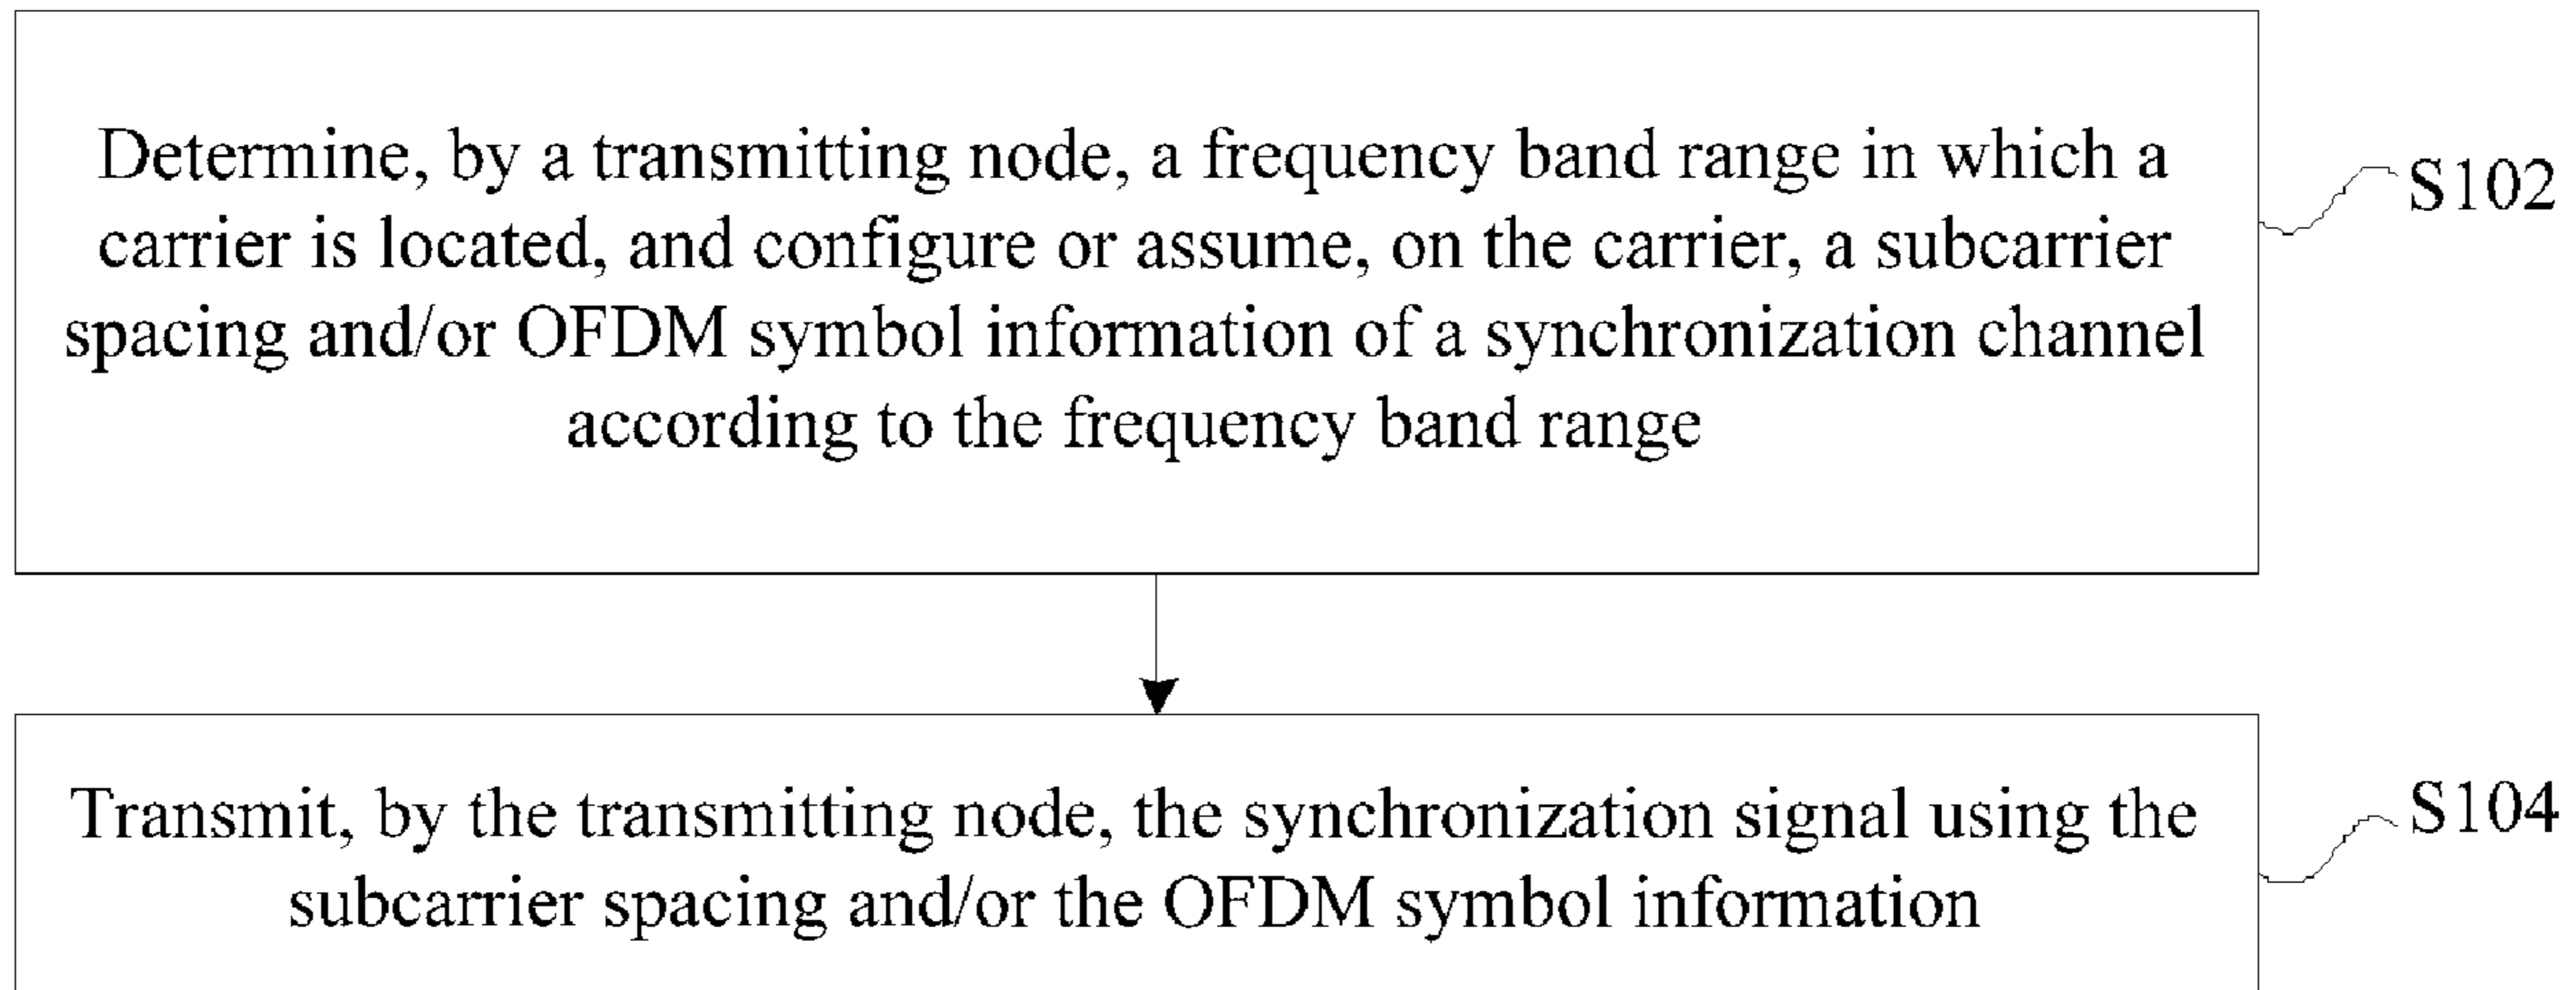 Determine, by a transmitting node, a frequency band range in which a
carrier is located, and configure or assume, on the carrier, a subcarrier
spacing and/or OFDM symbol information of a synchronization channel
according to the frequency band range
S102
Transmit, by the transmitting node, the synchronization signal using the
subcarrier spacing and/or the OFDM symbol information
S104